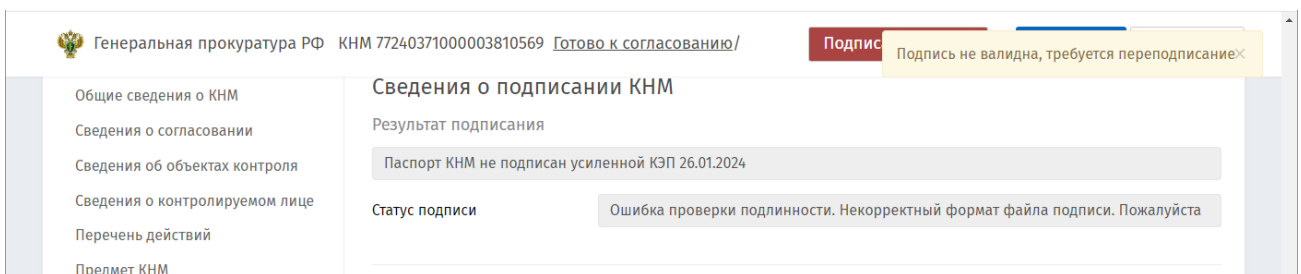 Генеральная прокуратура РФ КНМ 77240371000003810569 Готово к согласованию/
Подпись не валидна, требуется переподписание
Общие сведения о КНМ
Сведения о согласовании
Сведения об объектах контроля
Сведения о контролируемом лице
Перечень действий
Предмет КНМ
Сведения о подписании КНМ
Результат подписания
Паспорт КНМ не подписан усиленной КЭП 26.01.2024
Статус подписи Ошибка проверки подлинности. Некорректный формат файла подписи. Пожалуйста